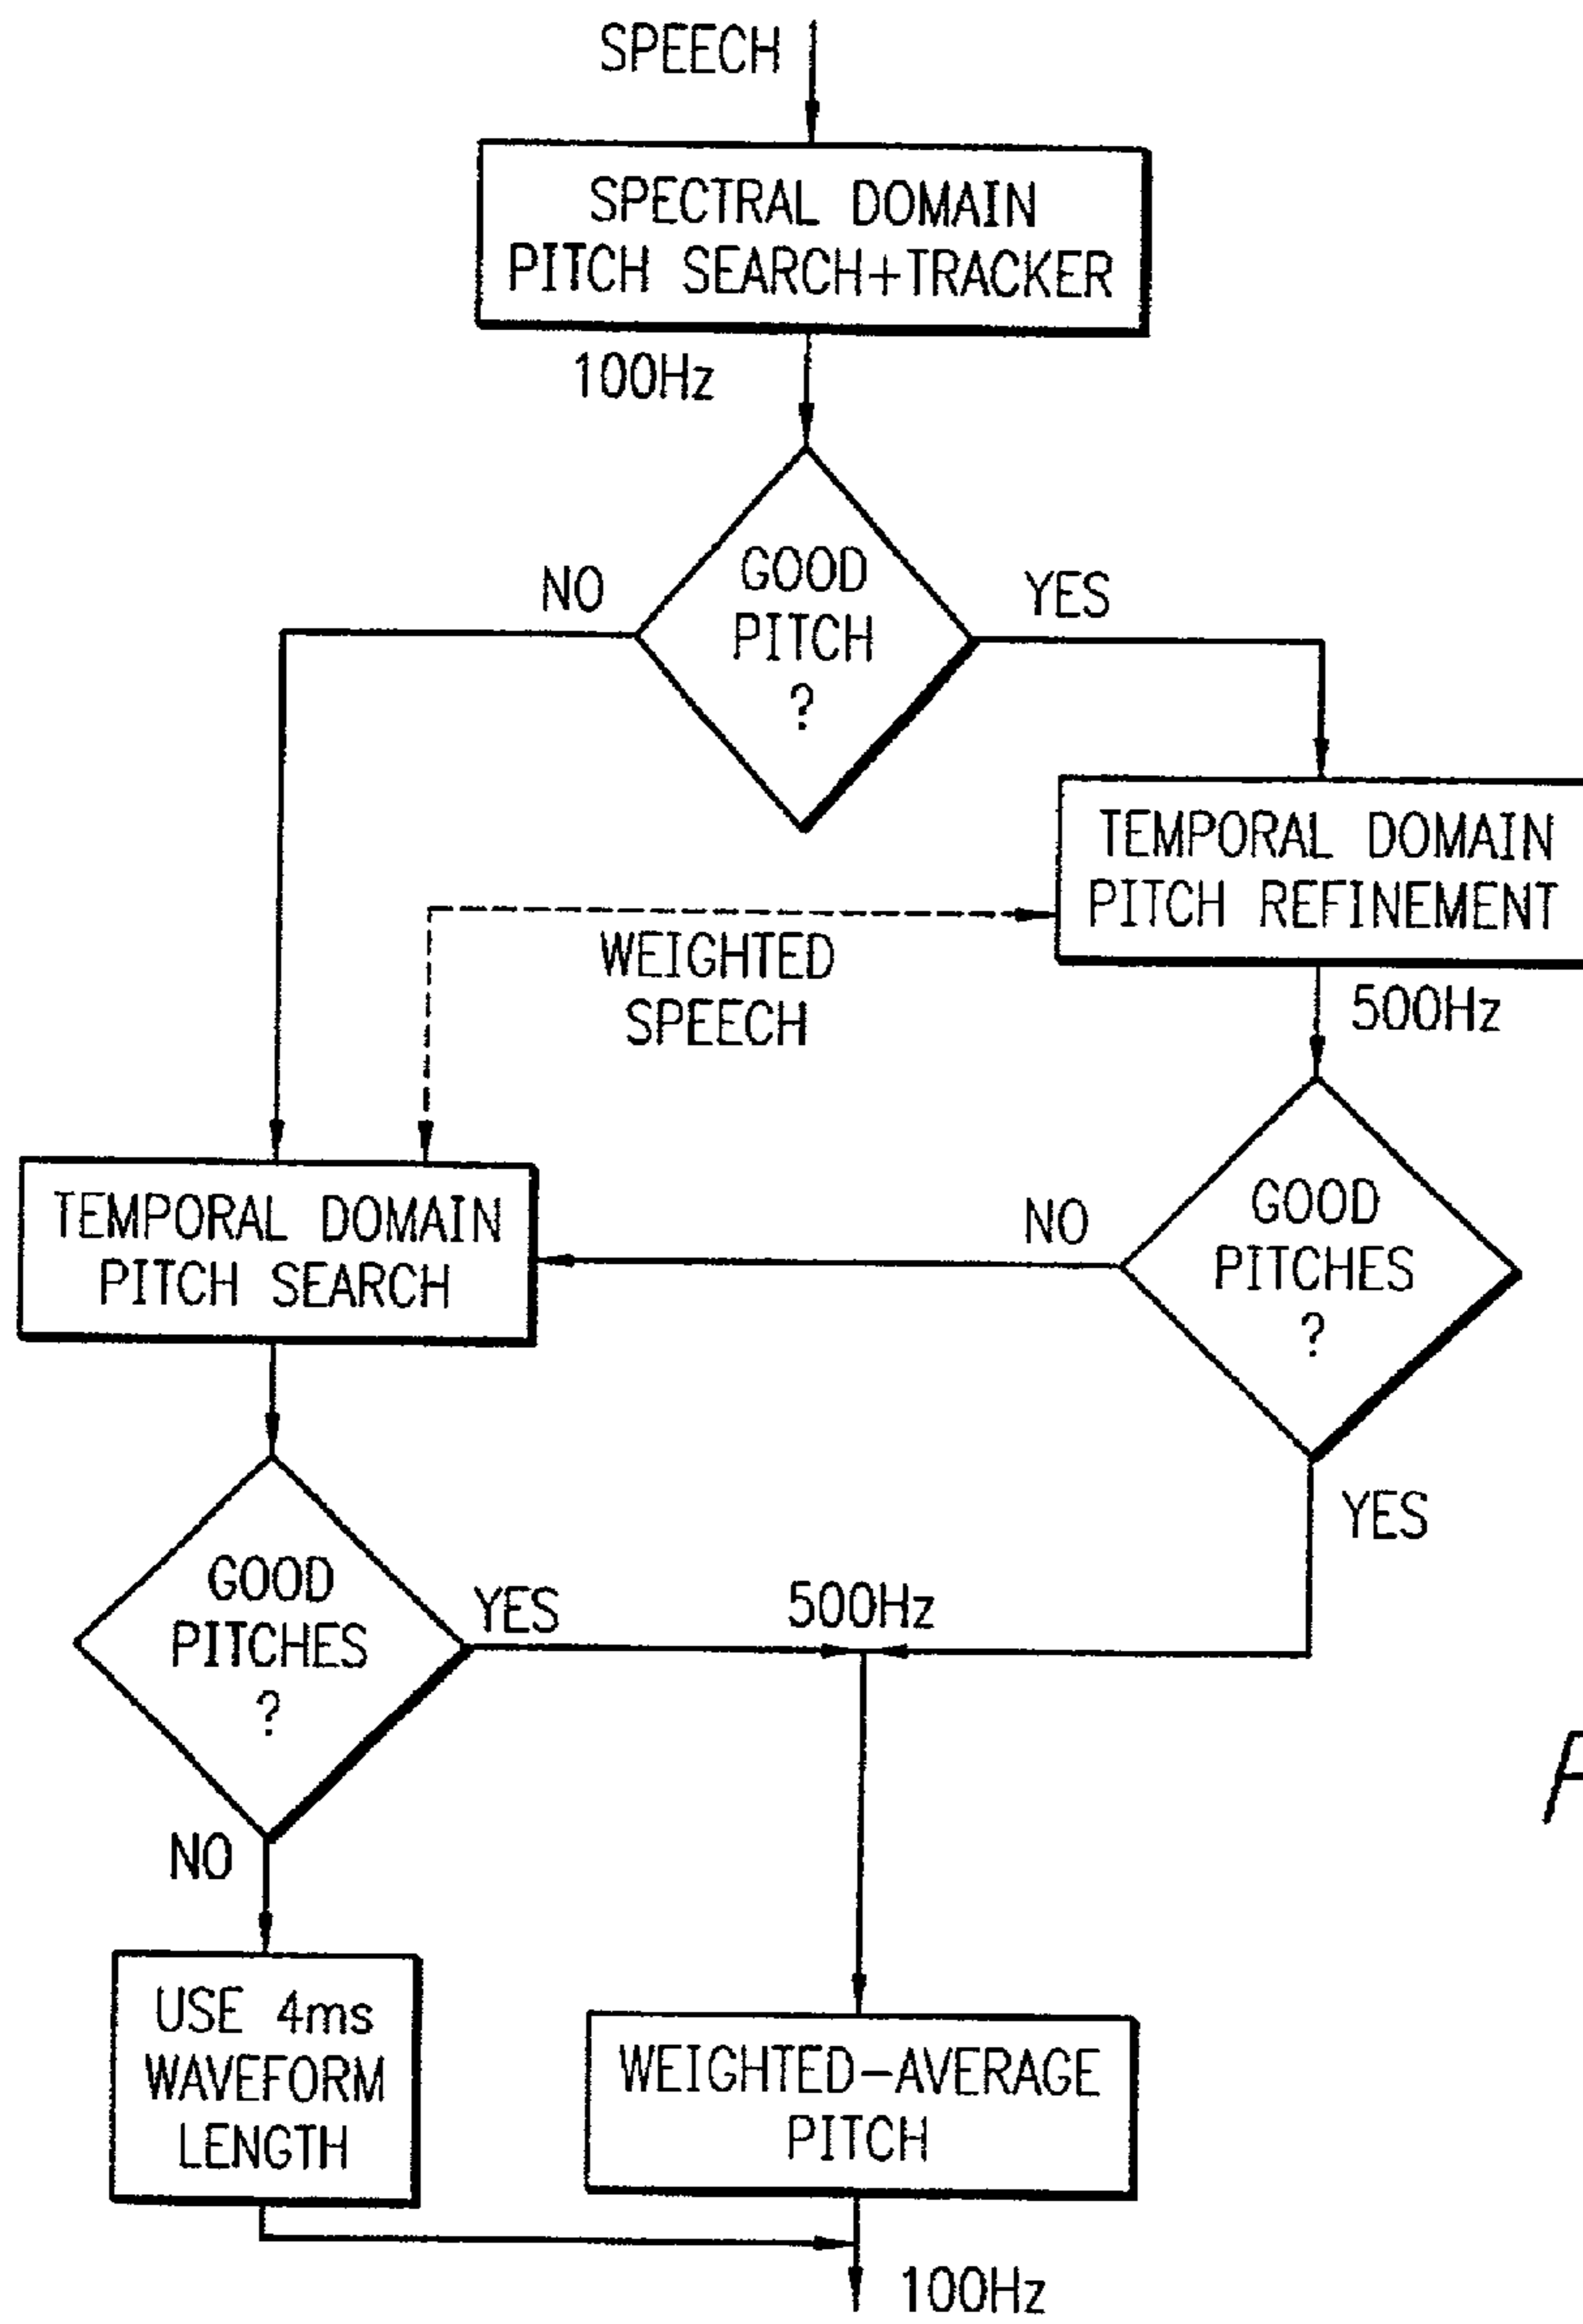 SPEECH
SPECTRAL DOMAIN
PITCH SEARCH+TRACKER
100Hz
GOOD
PITCH
?
NO
YES
TEMPORAL DOMAIN
PITCH REFINEMENT
WEIGHTED
SPEECH
500Hz
TEMPORAL DOMAIN
PITCH SEARCH
NO
GOOD
PITCHES
?
YES
GOOD
PITCHES
?
YES
500Hz
NO
USE 4ms
WAVEFORM
LENGTH
WEIGHTED-AVERAGE
PITCH
100Hz